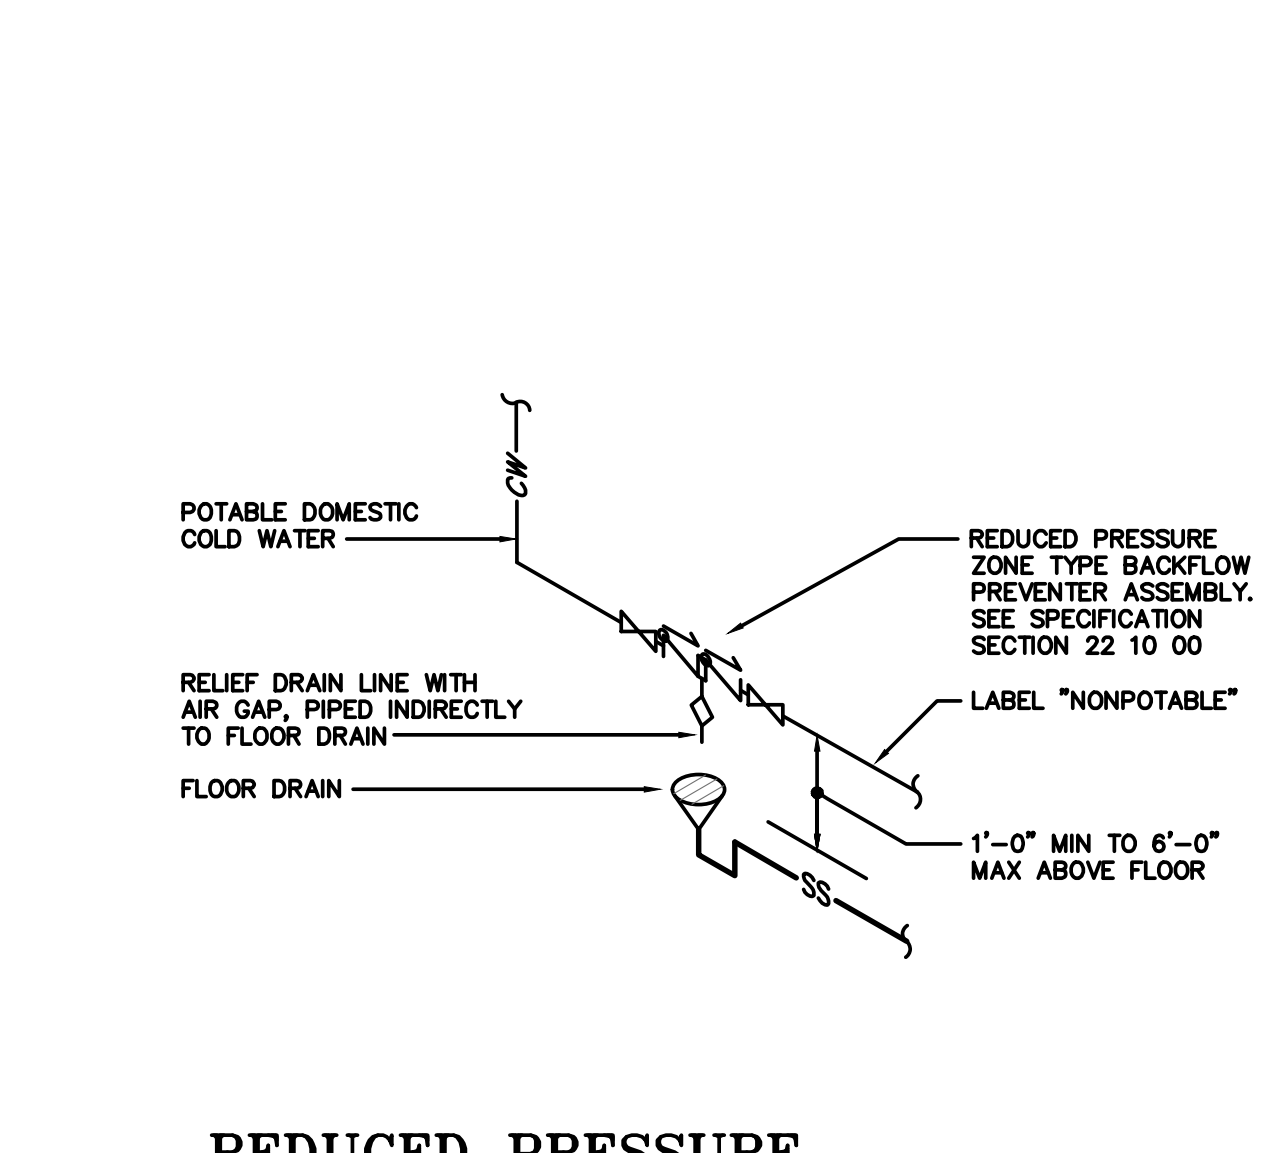 CW
POTABLE DOMESTIC
COLD WATER
REDUCED PRESSURE
ZONE TYPE BACKFLOW
PREVENTER ASSEMBLY.
SEE SPECIFICATION
SECTION 22 10 00
RELIEF DRAIN LINE WITH
AIR GAP, PIPED INDIRECTLY
TO FLOOR DRAIN
LABEL "NONPOTABLE"
FLOOR DRAIN
1'-0" MIN TO 6'-0"
MAX ABOVE FLOOR
SS
REDUCED PRESSURE